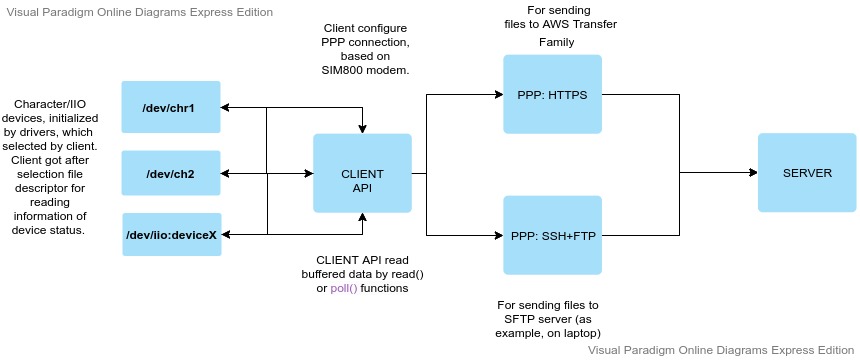 Visual Paradigm Online Diagrams Express Edition
For sending
files to AWS Transfer
Family
Client configure
PPP connection,
based on
SIM800 modem.
Character/IIO
devices, initialized
by drivers, which
selected by client.
Client got after
selection file
descriptor for
reading
information of
device status.
/dev/chr1
/dev/ch2
/dev/iio:deviceX
CLIENT
API
CLIENT API read
buffered data by read()
or poll() functions
PPP: HTTPS
PPP: SSH+FTP
For sending files to
SFTP server (as
example, on laptop)
SERVER
Visual Paradigm Online Diagrams Express Edition